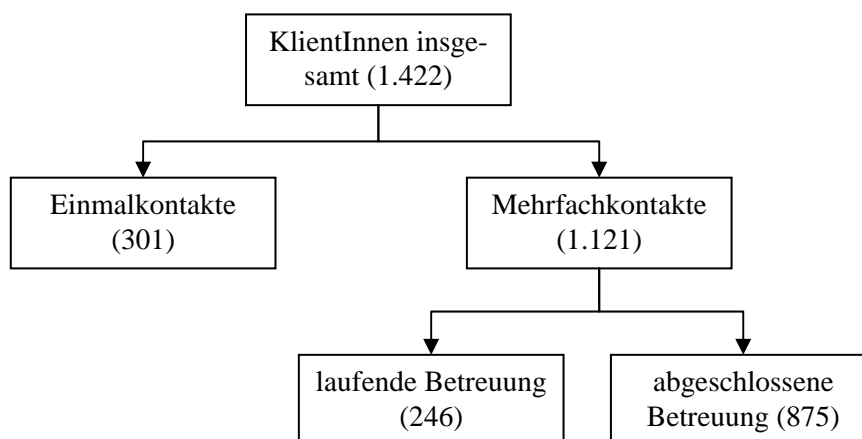 KlientInnen insge-
samt (1.422)
Einmalkontakte
(301)
Mehrfachkontakte
(1.121)
laufende Betreuung
(246)
abgeschlossene
Betreuung (875)